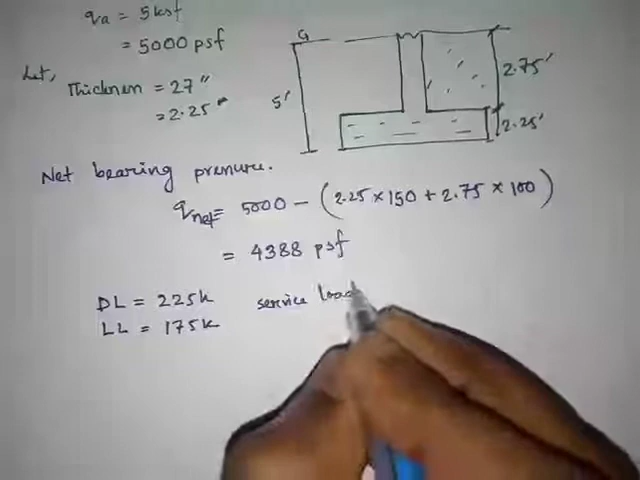 qa = 5ksf
= 5000 psf
Let,
Thickness = 27"
= 2.25'
G
5'
2.75'
2.25'
Net bearing pressure.
qnet = 5000 - (2.25 × 150 + 2.75 × 100)
= 4388 psf
DL = 225k
LL = 175k
service load